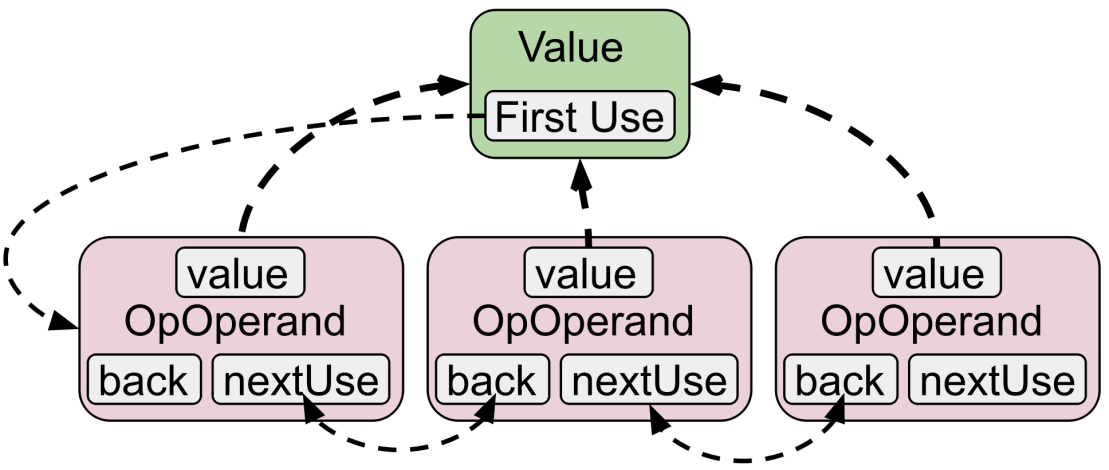 Value
First Use
value
OpOperand
back nextUse
value
OpOperand
back nextUse
value
OpOperand
back nextUse